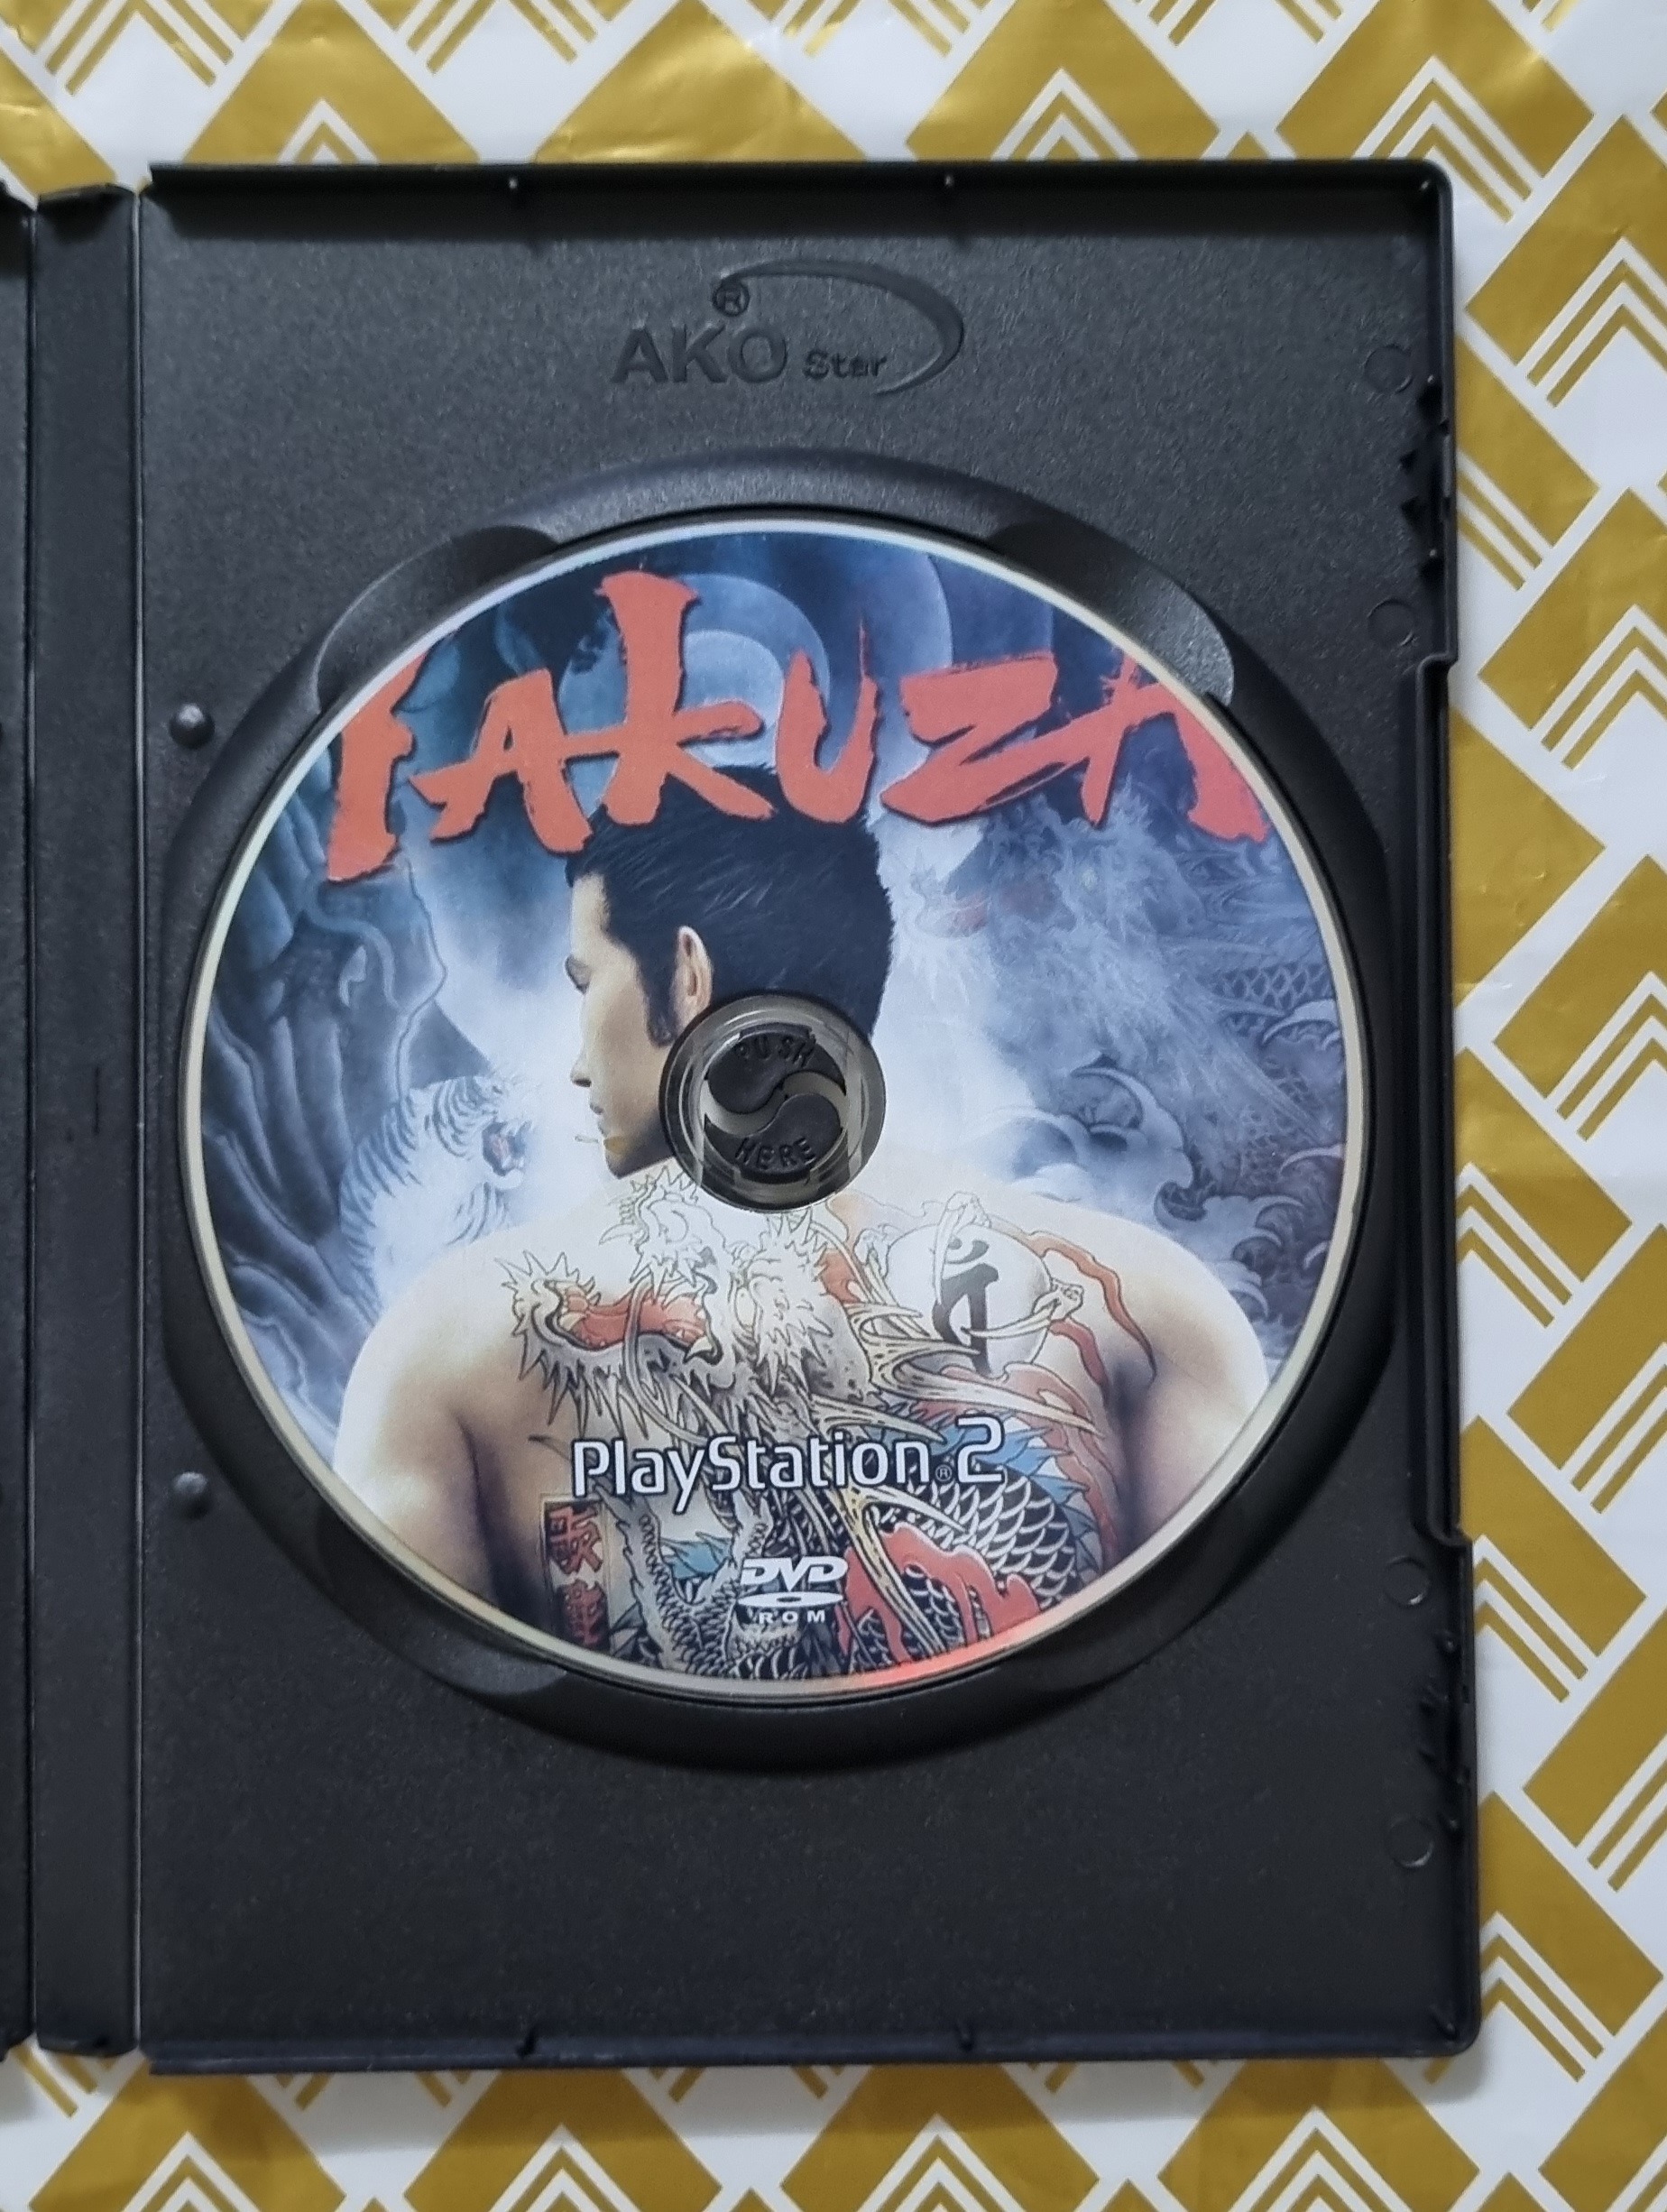 ® AKO Star
YAKUZA
PUSH
HERE
PlayStation®2
DVD
ROM